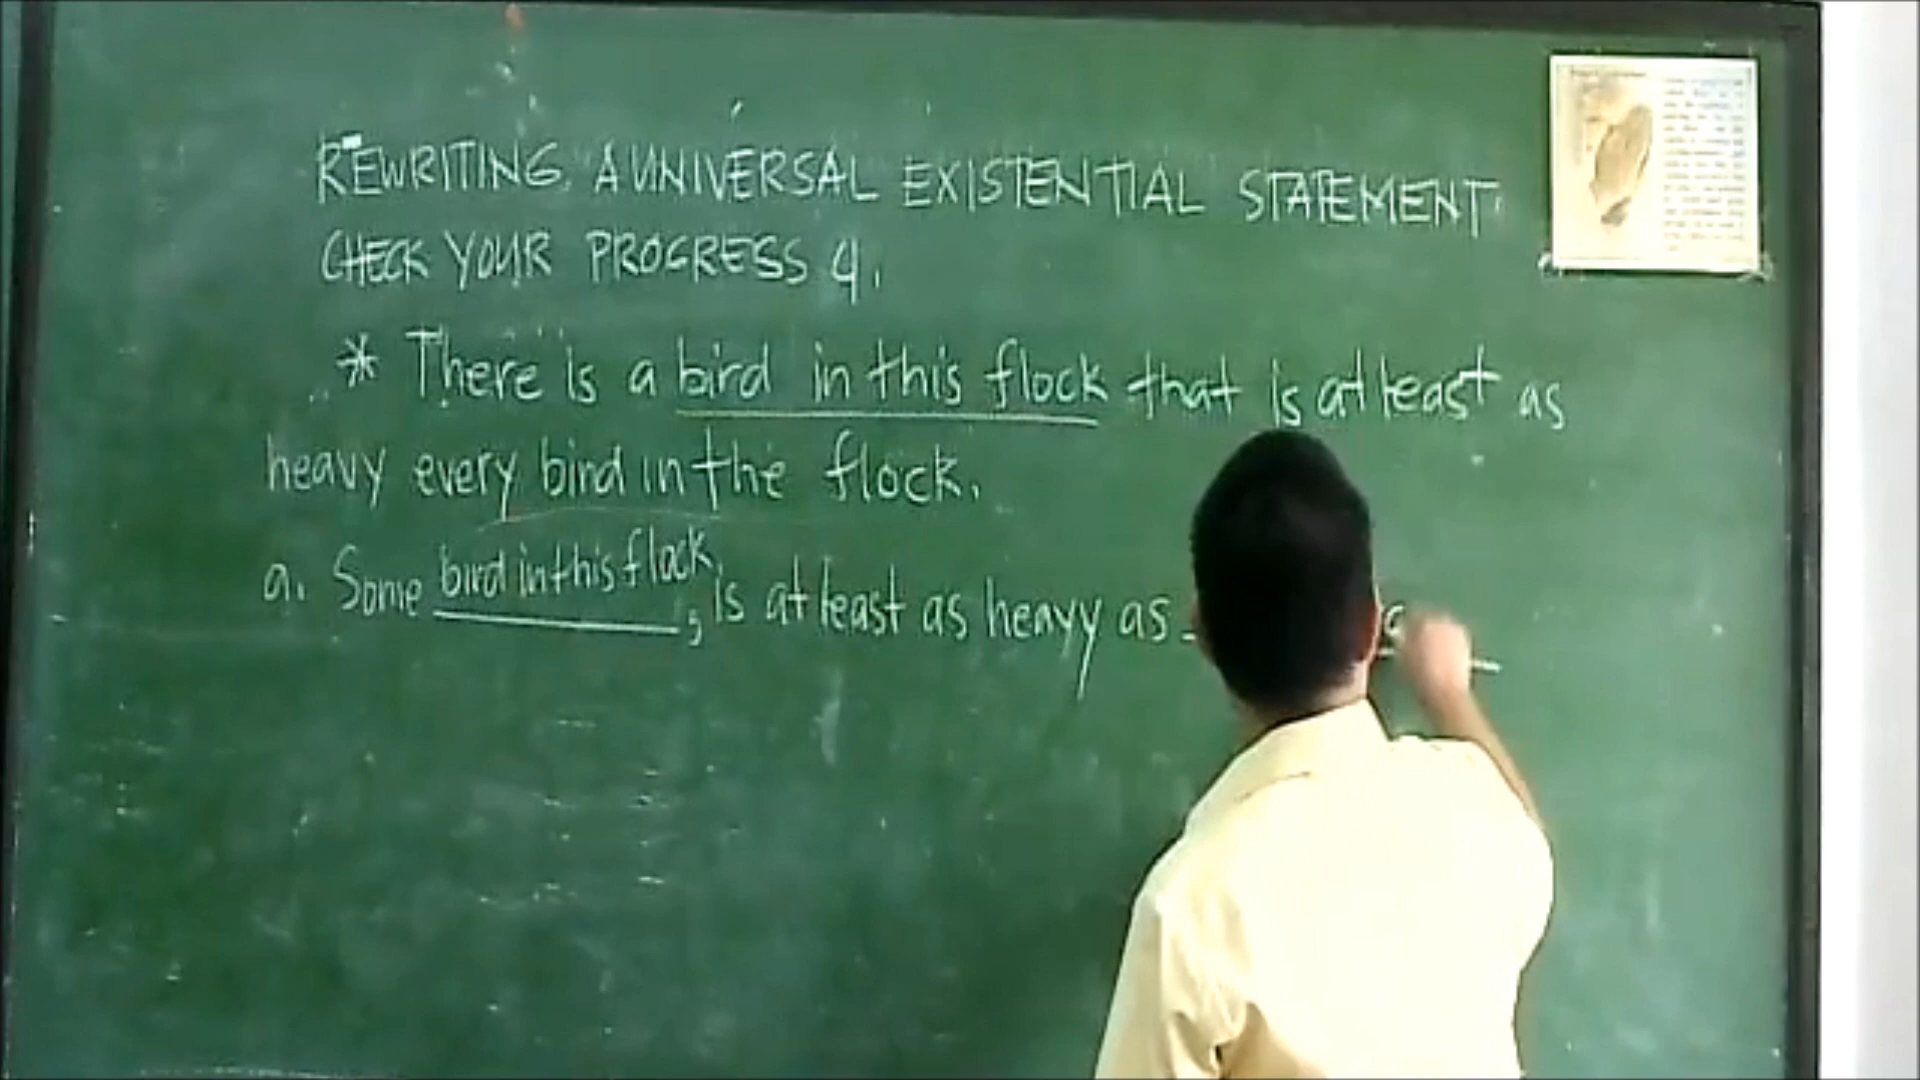 REWRITING A UNIVERSAL EXISTENTIAL STATEMENT
CHECK YOUR PROGRESS 4.
* There is a bird in this flock that is at least as
heavy every bird in the flock.
a. Some bird in this flock, is at least as heavy as